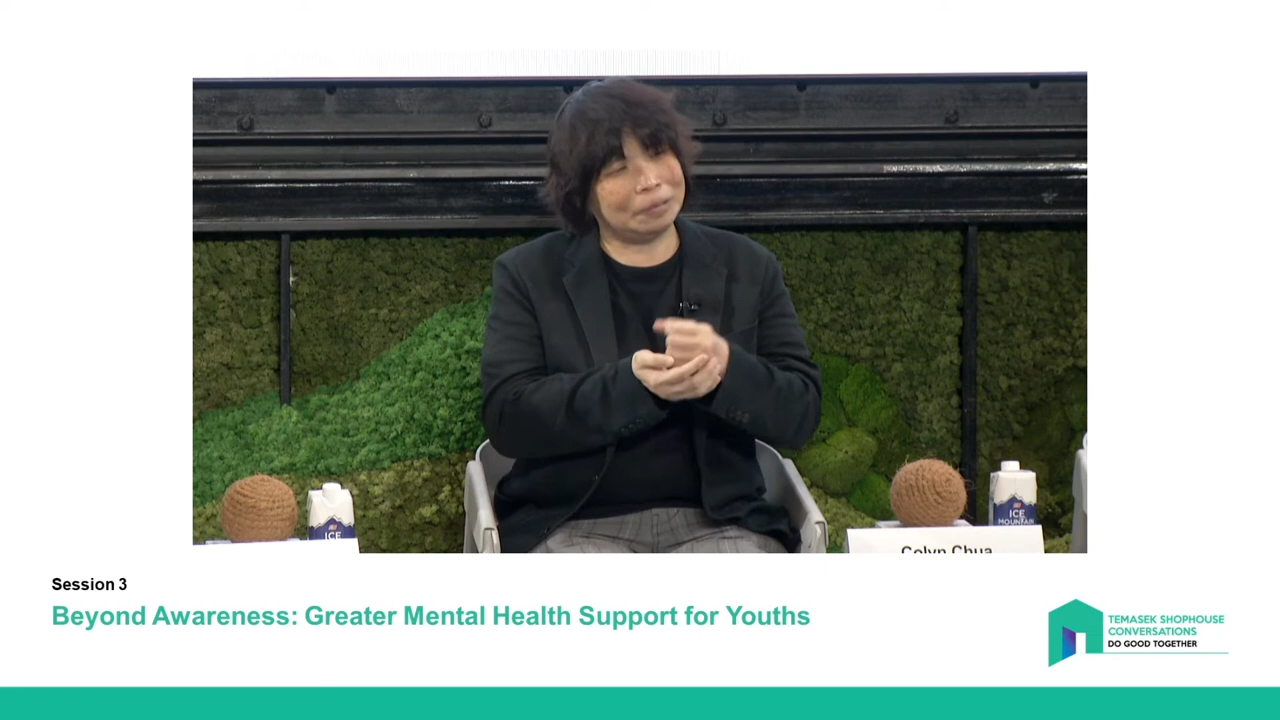 ICE
ICE
MOUNTAIN
Colyn Chua
Session 3
Beyond Awareness: Greater Mental Health Support for Youths
TEMASEK SHOPHOUSE
CONVERSATIONS
DO GOOD TOGETHER